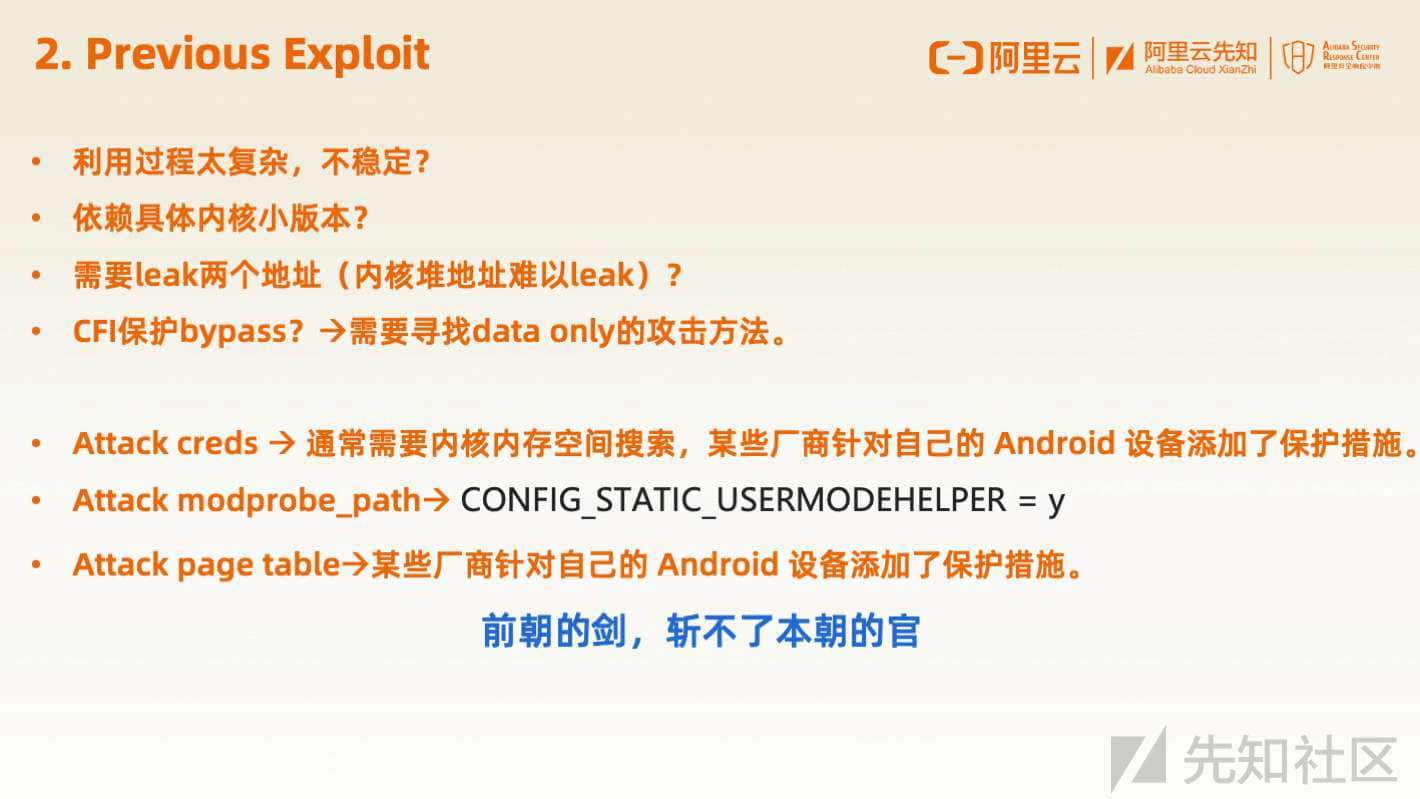 2. Previous Exploit
阿里云
阿里云先知
Alibaba Cloud XianZhi
ALIBABA SECURITY
RESPONSE CENTER
阿里安全响应中心
• 利用过程太复杂，不稳定？
• 依赖具体内核小版本？
• 需要leak两个地址（内核堆地址难以leak）？
• CFI保护bypass？→需要寻找data only的攻击方法。
• Attack creds → 通常需要内核内存空间搜索，某些厂商针对自己的 Android 设备添加了保护措施。
• Attack modprobe_path→ CONFIG_STATIC_USERMODEHELPER = y
• Attack page table→某些厂商针对自己的 Android 设备添加了保护措施。
前朝的剑，斩不了本朝的官
先知社区